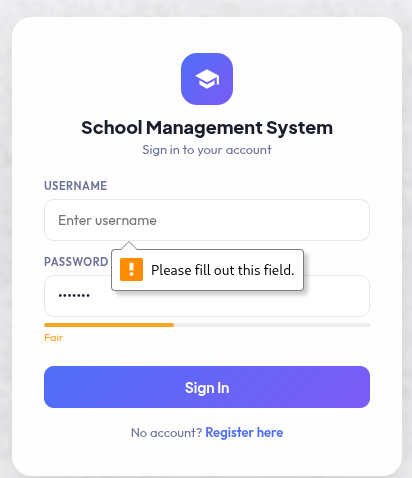 School Management System
Sign in to your account
USERNAME
Enter username
Please fill out this field.
PASSWORD
•••••••
Fair
Sign In
No account? Register here